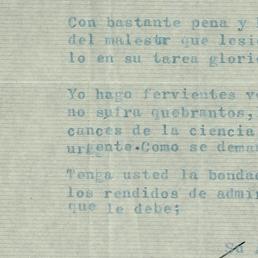 Con bastante pena y
del malestr que lesi
lo en su tarea glori
Yo hago fervientes v
no sufra quebrantos,
cances de la ciencia
urgente.Como se dema
Tenga usted la bondad
los rendidos de admir
que le debe;
Su